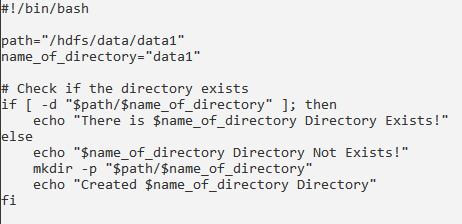 #!/bin/bash
path="/hdfs/data/data1"
name_of_directory="data1"
# Check if the directory exists
if [ -d "$path/$name_of_directory" ]; then
    echo "There is $name_of_directory Directory Exists!"
else
    echo "$name_of_directory Directory Not Exists!"
    mkdir -p "$path/$name_of_directory"
    echo "Created $name_of_directory Directory"
fi